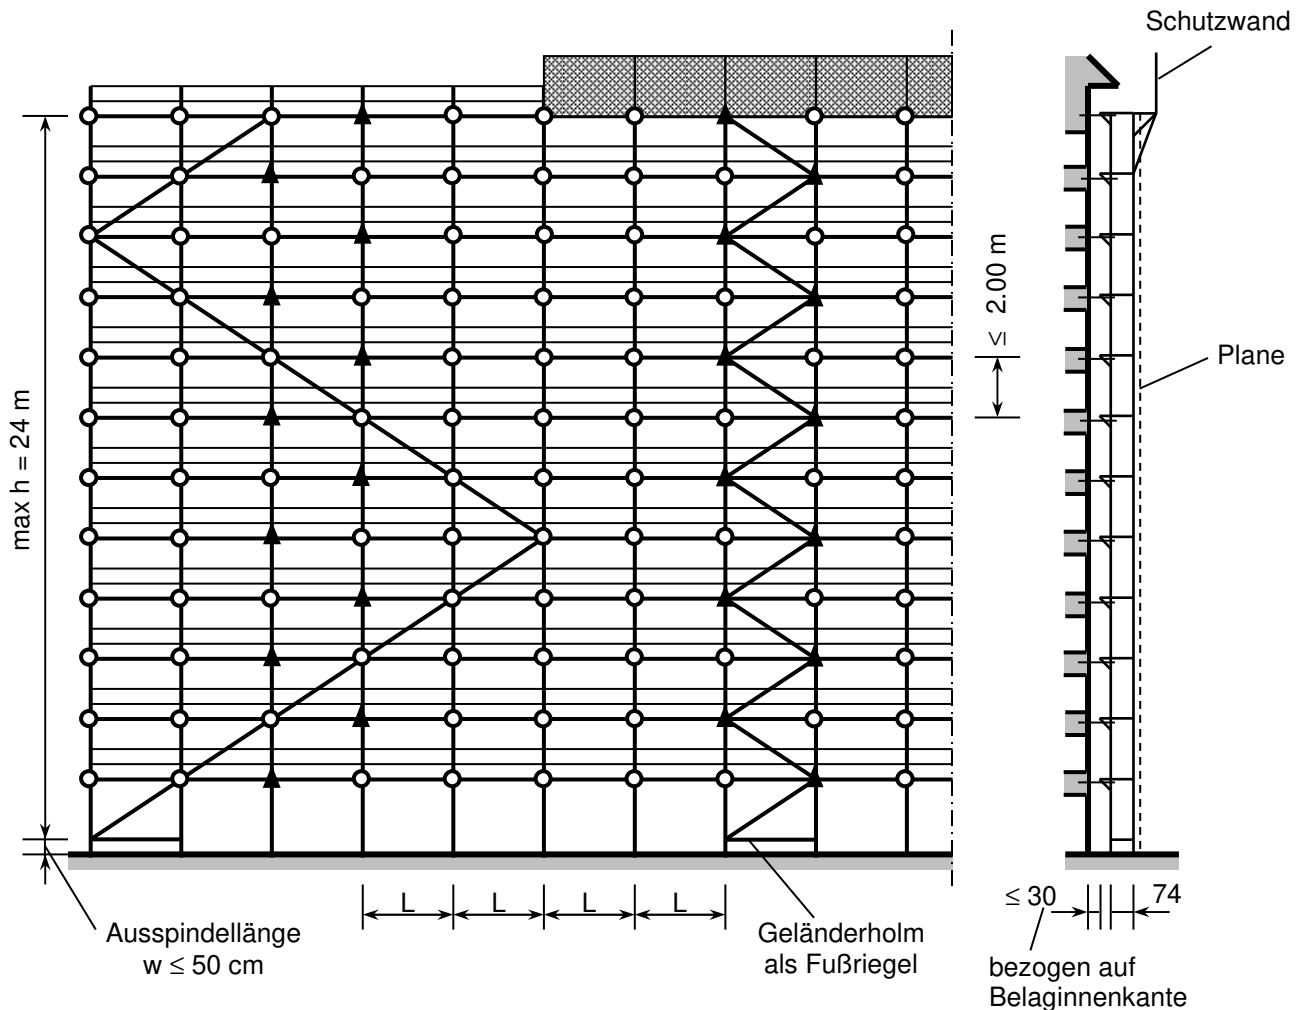 Schutzwand
≤ 2.00 m
Plane
max h = 24 m
L
L
L
L
≤ 30
74
Ausspindellänge
w ≤ 50 cm
Geländerholm
als Fußriegel
bezogen auf
Belaginnenkante